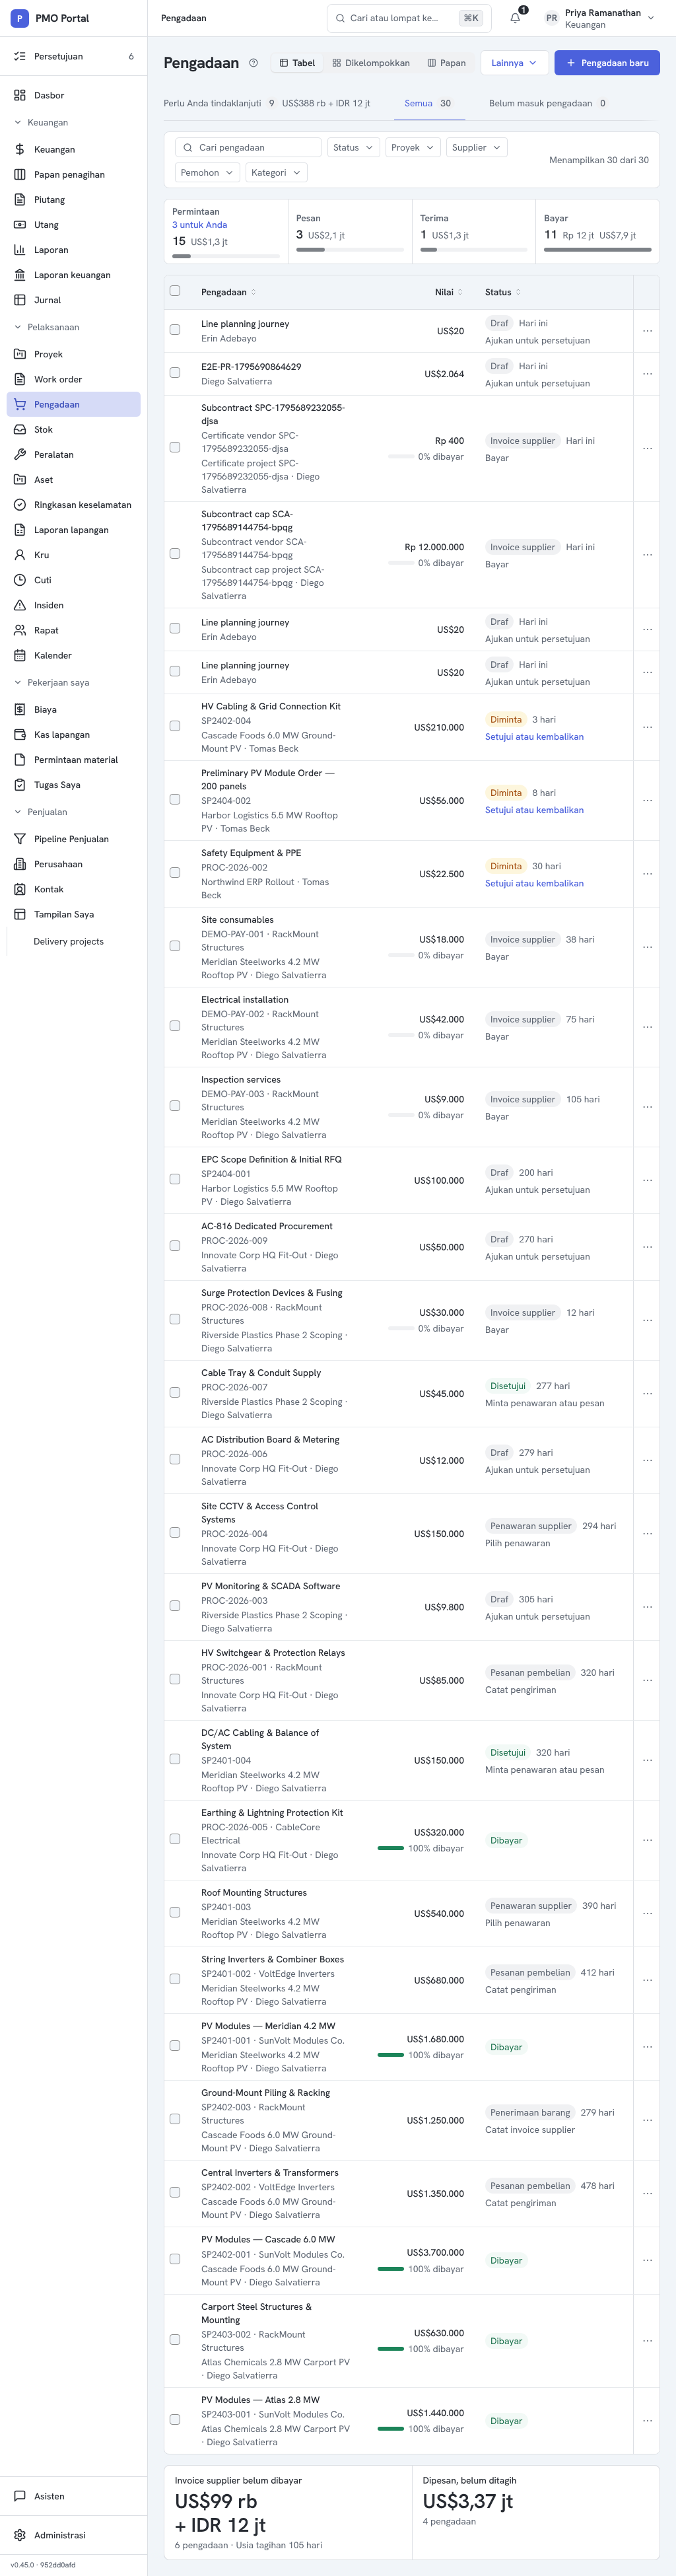 P PMO Portal
Pengadaan
Cari atau lompat ke...
⌘K
1
PR
Priya Ramanathan
Keuangan
Persetujuan 6
Dasbor
Keuangan
Keuangan
Papan penagihan
Piutang
Utang
Laporan
Laporan keuangan
Jurnal
Pelaksanaan
Proyek
Work order
Pengadaan
Stok
Peralatan
Aset
Ringkasan keselamatan
Laporan lapangan
Kru
Cuti
Insiden
Rapat
Kalender
Pekerjaan saya
Biaya
Kas lapangan
Permintaan material
Tugas Saya
Penjualan
Pipeline Penjualan
Perusahaan
Kontak
Tampilan Saya
Delivery projects
Asisten
Administrasi
v0.45.0 · 952dd0afd
Pengadaan
Tabel
Dikelompokkan
Papan
Lainnya
Pengadaan baru
Perlu Anda tindaklanjuti 9 US$388 rb + IDR 12 jt
Semua 30
Belum masuk pengadaan 0
Cari pengadaan
Status
Proyek
Supplier
Pemohon
Kategori
Menampilkan 30 dari 30
Permintaan
3 untuk Anda
15 US$1,3 jt
Pesan
3 US$2,1 jt
Terima
1 US$1,3 jt
Bayar
11 Rp 12 jt US$7,9 jt
Pengadaan
Nilai
Status
Line planning journey
Erin Adebayo
US$20
Draf Hari ini
Ajukan untuk persetujuan
E2E-PR-1795690864629
Diego Salvatierra
US$2.064
Draf Hari ini
Ajukan untuk persetujuan
Subcontract SPC-1795689232055-
djsa
Certificate vendor SPC-
1795689232055-djsa
Certificate project SPC-
1795689232055-djsa · Diego
Salvatierra
Rp 400
0% dibayar
Invoice supplier Hari ini
Bayar
Subcontract cap SCA-
1795689144754-bpqg
Subcontract vendor SCA-
1795689144754-bpqg
Subcontract cap project SCA-
1795689144754-bpqg · Diego
Salvatierra
Rp 12.000.000
0% dibayar
Invoice supplier Hari ini
Bayar
Line planning journey
Erin Adebayo
US$20
Draf Hari ini
Ajukan untuk persetujuan
Line planning journey
Erin Adebayo
US$20
Draf Hari ini
Ajukan untuk persetujuan
HV Cabling & Grid Connection Kit
SP2402-004
Cascade Foods 6.0 MW Ground-
Mount PV · Tomas Beck
US$210.000
Diminta 3 hari
Setujui atau kembalikan
Preliminary PV Module Order —
200 panels
SP2404-002
Harbor Logistics 5.5 MW Rooftop
PV · Tomas Beck
US$56.000
Diminta 8 hari
Setujui atau kembalikan
Safety Equipment & PPE
PROC-2026-002
Northwind ERP Rollout · Tomas
Beck
US$22.500
Diminta 30 hari
Setujui atau kembalikan
Site consumables
DEMO-PAY-001 · RackMount
Structures
Meridian Steelworks 4.2 MW
Rooftop PV · Diego Salvatierra
US$18.000
0% dibayar
Invoice supplier 38 hari
Bayar
Electrical installation
DEMO-PAY-002 · RackMount
Structures
Meridian Steelworks 4.2 MW
Rooftop PV · Diego Salvatierra
US$42.000
0% dibayar
Invoice supplier 75 hari
Bayar
Inspection services
DEMO-PAY-003 · RackMount
Structures
Meridian Steelworks 4.2 MW
Rooftop PV · Diego Salvatierra
US$9.000
0% dibayar
Invoice supplier 105 hari
Bayar
EPC Scope Definition & Initial RFQ
SP2404-001
Harbor Logistics 5.5 MW Rooftop
PV · Diego Salvatierra
US$100.000
Draf 200 hari
Ajukan untuk persetujuan
AC-816 Dedicated Procurement
PROC-2026-009
Innovate Corp HQ Fit-Out · Diego
Salvatierra
US$50.000
Draf 270 hari
Ajukan untuk persetujuan
Surge Protection Devices & Fusing
PROC-2026-008 · RackMount
Structures
Riverside Plastics Phase 2 Scoping ·
Diego Salvatierra
US$30.000
0% dibayar
Invoice supplier 12 hari
Bayar
Cable Tray & Conduit Supply
PROC-2026-007
Riverside Plastics Phase 2 Scoping ·
Diego Salvatierra
US$45.000
Disetujui 277 hari
Minta penawaran atau pesan
AC Distribution Board & Metering
PROC-2026-006
Innovate Corp HQ Fit-Out · Diego
Salvatierra
US$12.000
Draf 279 hari
Ajukan untuk persetujuan
Site CCTV & Access Control
Systems
PROC-2026-004
Innovate Corp HQ Fit-Out · Diego
Salvatierra
US$150.000
Penawaran supplier 294 hari
Pilih penawaran
PV Monitoring & SCADA Software
PROC-2026-003
Riverside Plastics Phase 2 Scoping ·
Diego Salvatierra
US$9.800
Draf 305 hari
Ajukan untuk persetujuan
HV Switchgear & Protection Relays
PROC-2026-001 · RackMount
Structures
Innovate Corp HQ Fit-Out · Diego
Salvatierra
US$85.000
Pesanan pembelian 320 hari
Catat pengiriman
DC/AC Cabling & Balance of
System
SP2401-004
Meridian Steelworks 4.2 MW
Rooftop PV · Diego Salvatierra
US$150.000
Disetujui 320 hari
Minta penawaran atau pesan
Earthing & Lightning Protection Kit
PROC-2026-005 · CableCore
Electrical
Innovate Corp HQ Fit-Out · Diego
Salvatierra
US$320.000
100% dibayar
Dibayar
Roof Mounting Structures
SP2401-003
Meridian Steelworks 4.2 MW
Rooftop PV · Diego Salvatierra
US$540.000
Penawaran supplier 390 hari
Pilih penawaran
String Inverters & Combiner Boxes
SP2401-002 · VoltEdge Inverters
Meridian Steelworks 4.2 MW
Rooftop PV · Diego Salvatierra
US$680.000
Pesanan pembelian 412 hari
Catat pengiriman
PV Modules — Meridian 4.2 MW
SP2401-001 · SunVolt Modules Co.
Meridian Steelworks 4.2 MW
Rooftop PV · Diego Salvatierra
US$1.680.000
100% dibayar
Dibayar
Ground-Mount Piling & Racking
SP2402-003 · RackMount
Structures
Cascade Foods 6.0 MW Ground-
Mount PV · Diego Salvatierra
US$1.250.000
Penerimaan barang 279 hari
Catat invoice supplier
Central Inverters & Transformers
SP2402-002 · VoltEdge Inverters
Cascade Foods 6.0 MW Ground-
Mount PV · Diego Salvatierra
US$1.350.000
Pesanan pembelian 478 hari
Catat pengiriman
PV Modules — Cascade 6.0 MW
SP2402-001 · SunVolt Modules Co.
Cascade Foods 6.0 MW Ground-
Mount PV · Diego Salvatierra
US$3.700.000
100% dibayar
Dibayar
Carport Steel Structures &
Mounting
SP2403-002 · RackMount
Structures
Atlas Chemicals 2.8 MW Carport PV
· Diego Salvatierra
US$630.000
100% dibayar
Dibayar
PV Modules — Atlas 2.8 MW
SP2403-001 · SunVolt Modules Co.
Atlas Chemicals 2.8 MW Carport PV
· Diego Salvatierra
US$1.440.000
100% dibayar
Dibayar
Invoice supplier belum dibayar
US$99 rb
+ IDR 12 jt
6 pengadaan · Usia tagihan 105 hari
Dipesan, belum ditagih
US$3,37 jt
4 pengadaan